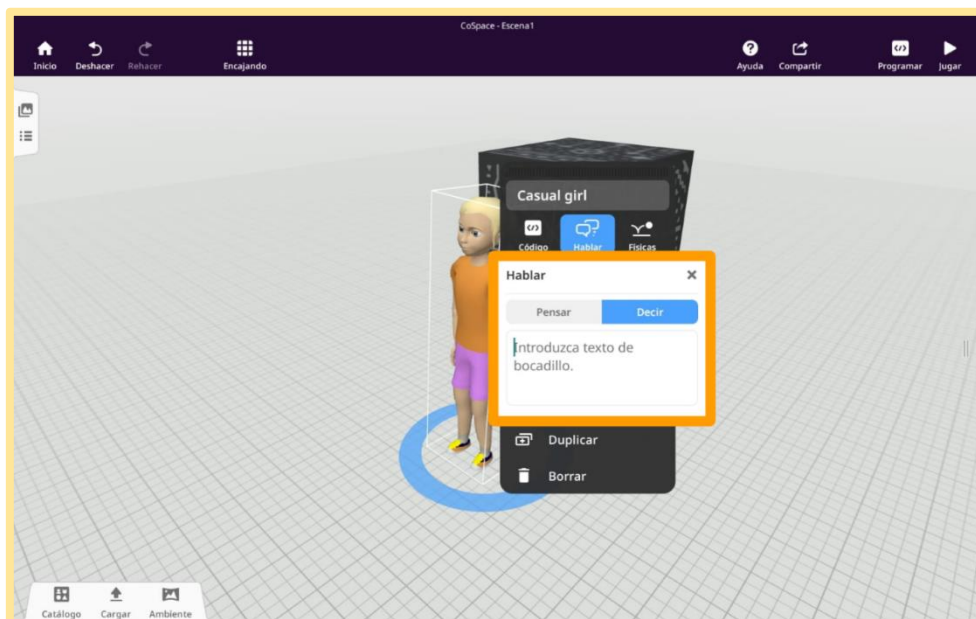 CoSpace - Escena1
Inicio
Deshacer
Rehacer
Encajando
Ayuda
Compartir
Programar
Jugar
Casual girl
Código
Hablar
Físicas
Hablar
Pensar
Decir
Introduzca texto de
bocadillo.
Duplicar
Borrar
Catálogo
Cargar
Ambiente